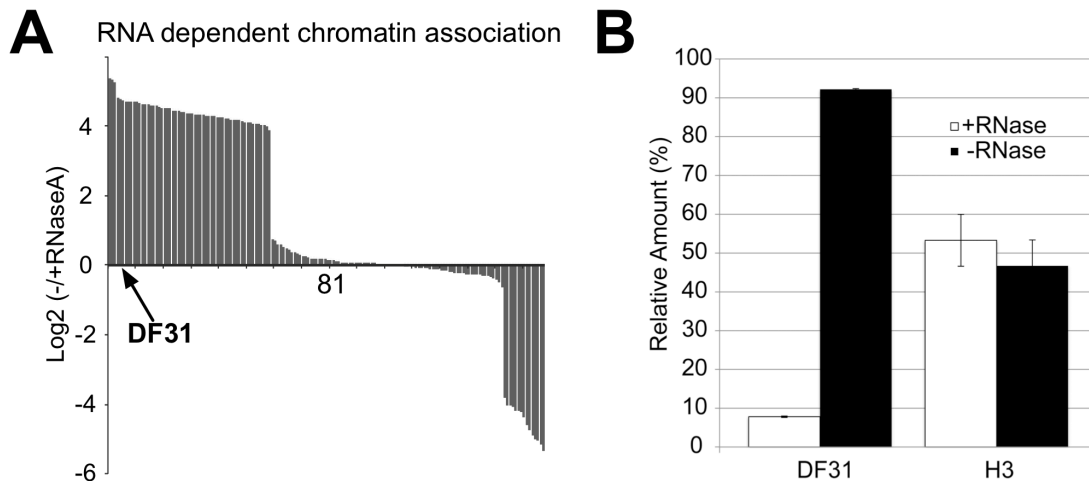 A
RNA dependent chromatin association
Log2 (-/+RNaseA)
4
2
0
-2
-4
-6
81
DF31
B
Relative Amount (%)
100
90
80
70
60
50
40
30
20
10
0
+RNase
-RNase
DF31 H3